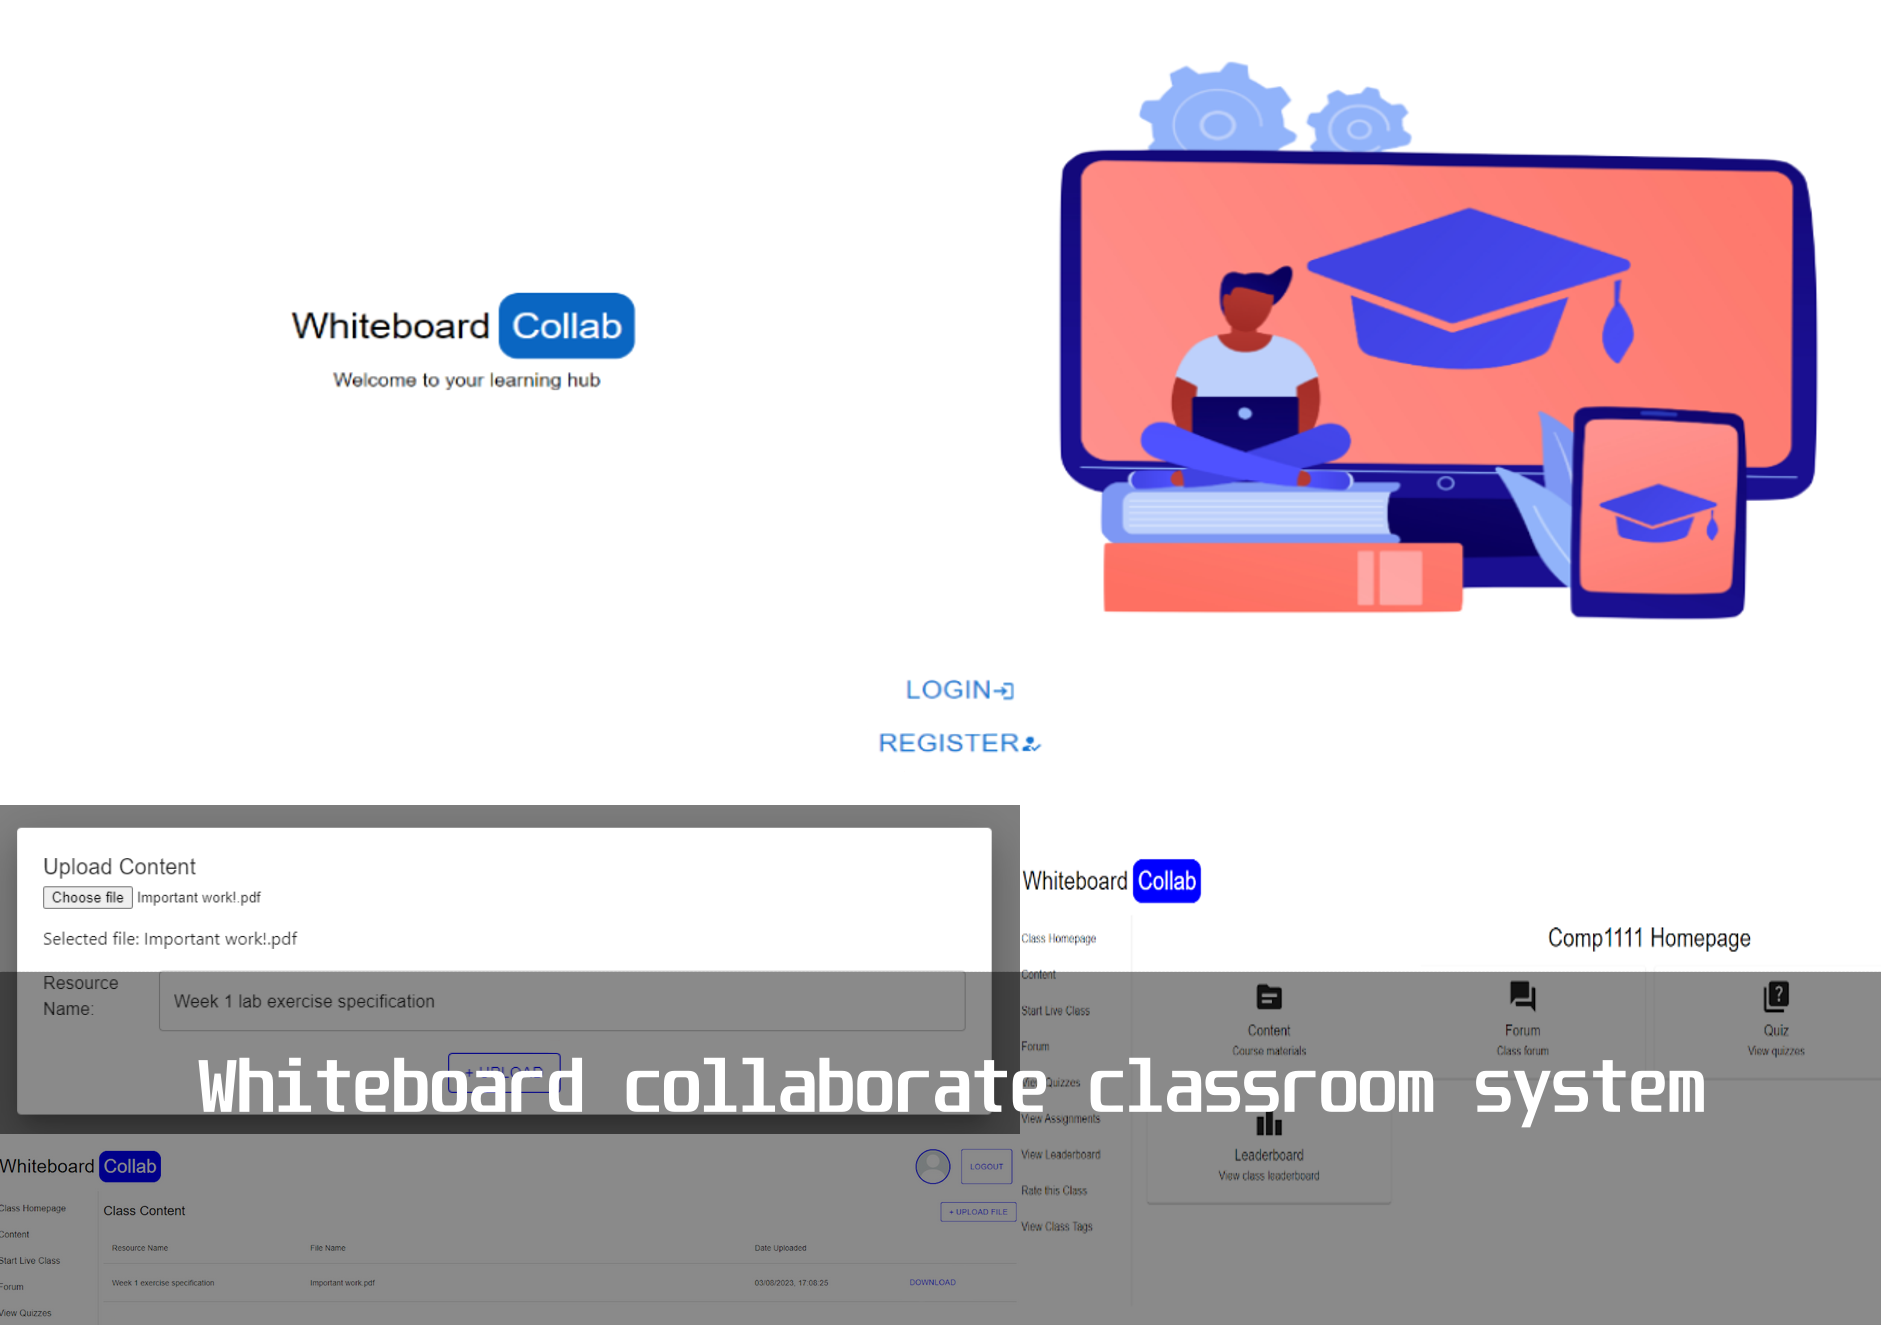 Whiteboard Collab
Welcome to your learning hub
LOGIN
REGISTER
Upload Content
Choose file Important work!.pdf
Selected file: Important work!.pdf
Resource
Name:
Week 1 lab exercise specification
+ UPLOAD
Whiteboard Collab
Class Homepage
Content
Start Live Class
Forum
View Quizzes
View Assignments
View Leaderboard
Rate this Class
View Class Tags
Comp1111 Homepage
Content
Course materials
Forum
Class forum
Quiz
View quizzes
Leaderboard
View class leaderboard
Whiteboard collaborate classroom system
Whiteboard Collab
LOGOUT
Class Homepage
Content
Start Live Class
Forum
View Quizzes
Class Content
+ UPLOAD FILE
Resource Name File Name Date Uploaded
Week 1 exercise specification Important work.pdf 03/08/2023, 17:08:25 DOWNLOAD